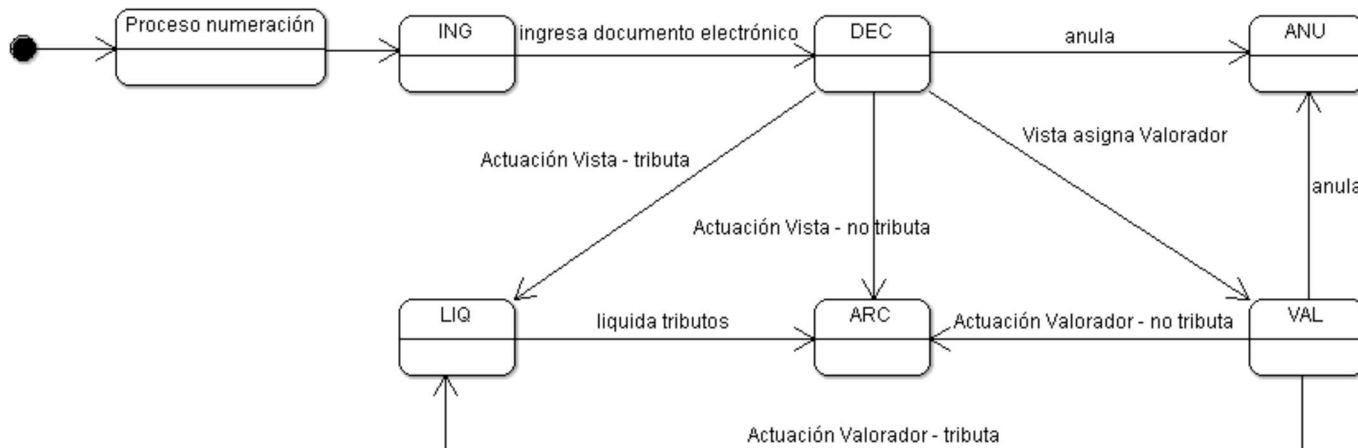 Proceso numeración
ING
ingresa documento electrónico
DEC
anula
ANU
Actuación Vista - tributa
Vista asigna Valorador
anula
Actuación Vista - no tributa
LIQ
liquida tributos
ARC
Actuación Valorador - no tributa
VAL
Actuación Valorador - tributa